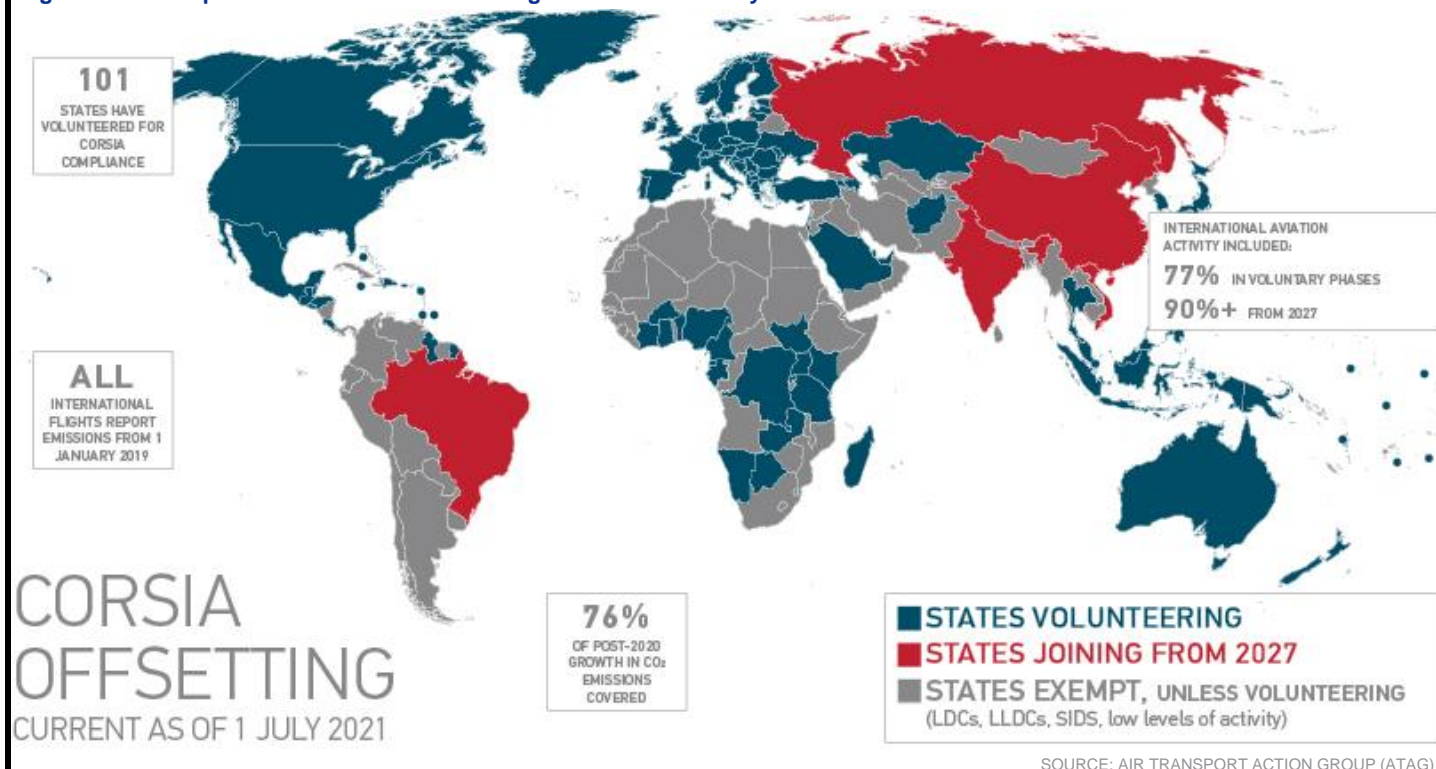 101
STATES HAVE
VOLUNTEERED FOR
CORSIA
COMPLIANCE
INTERNATIONAL AVIATION
ACTIVITY INCLUDED:
77% IN VOLUNTARY PHASES
90%+ FROM 2027
ALL
INTERNATIONAL
FLIGHTS REPORT
EMISSIONS FROM 1
JANUARY 2019
CORSIA
OFFSETTING
CURRENT AS OF 1 JULY 2021
76%
OF POST-2020
GROWTH IN CO₂
EMISSIONS
COVERED
STATES VOLUNTEERING
STATES JOINING FROM 2027
STATES EXEMPT, UNLESS VOLUNTEERING
(LDCs, LLDCs, SIDS, low levels of activity)
SOURCE: AIR TRANSPORT ACTION GROUP (ATAG)